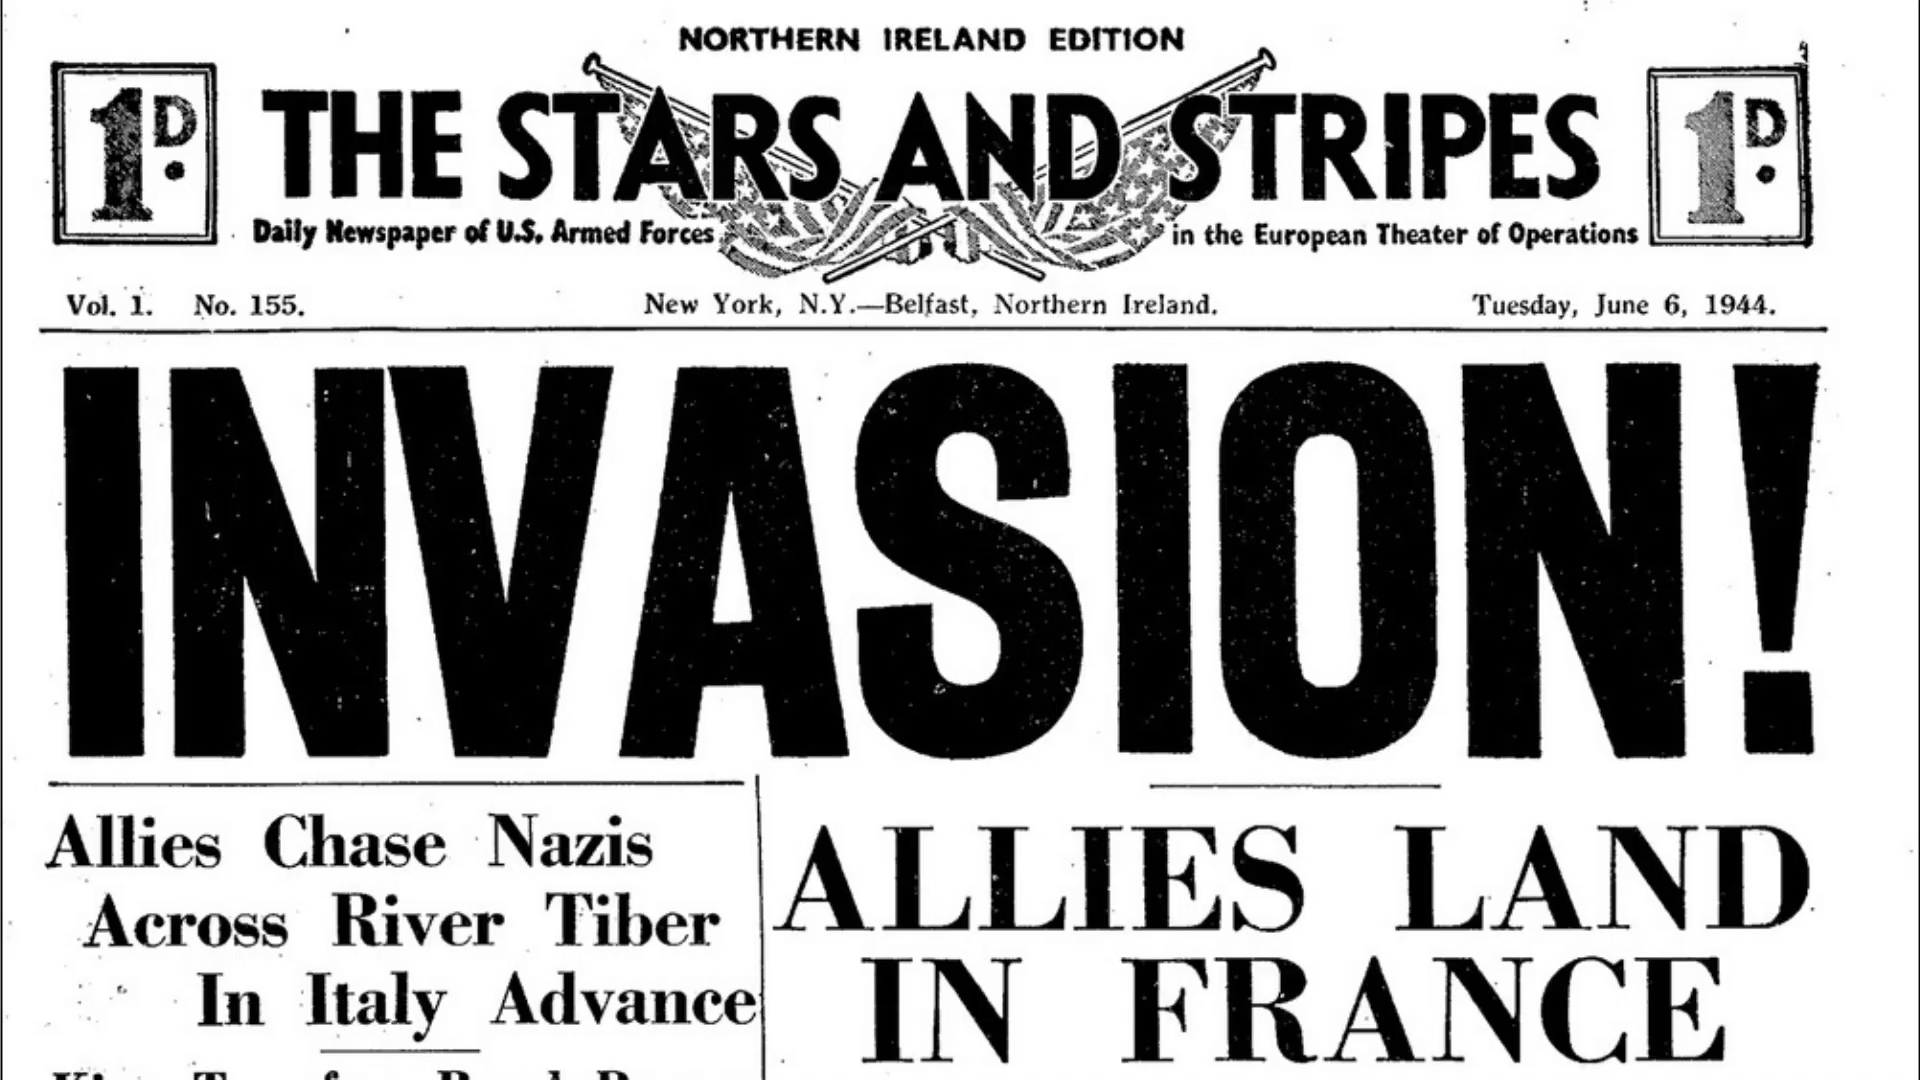 NORTHERN IRELAND EDITION
1D.
THE STARS AND STRIPES
1D.
Daily Newspaper of U.S. Armed Forces in the European Theater of Operations
Vol. 1. No. 155. New York, N.Y.—Belfast, Northern Ireland. Tuesday, June 6, 1944.
INVASION!
Allies Chase Nazis
Across River Tiber
In Italy Advance
ALLIES LAND
IN FRANCE